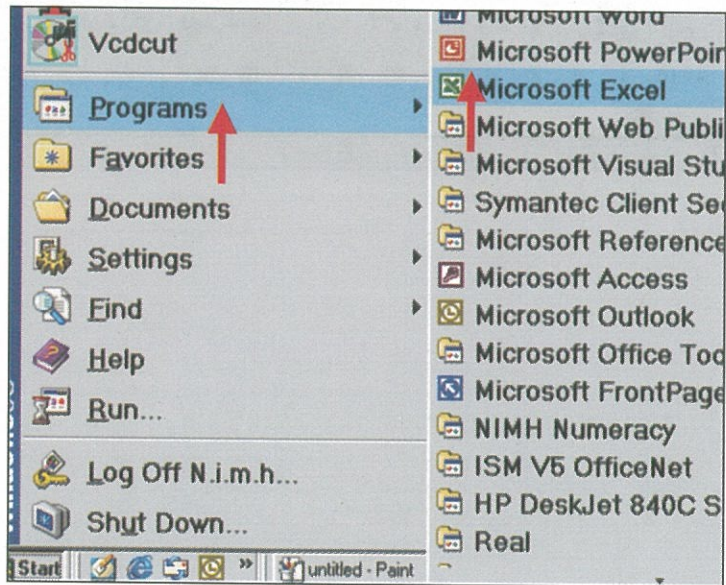 Vcdcut
Programs
Favorites
Documents
Settings
Find
Help
Run...
Log Off N.i.m.h...
Shut Down...
Start
untitled - Paint
Microsoft Word
Microsoft PowerPoin
Microsoft Excel
Microsoft Web Publi
Microsoft Visual Stu
Symantec Client Sec
Microsoft Reference
Microsoft Access
Microsoft Outlook
Microsoft Office Too
Microsoft FrontPage
NIMH Numeracy
ISM V5 OfficeNet
HP DeskJet 840C S
Real